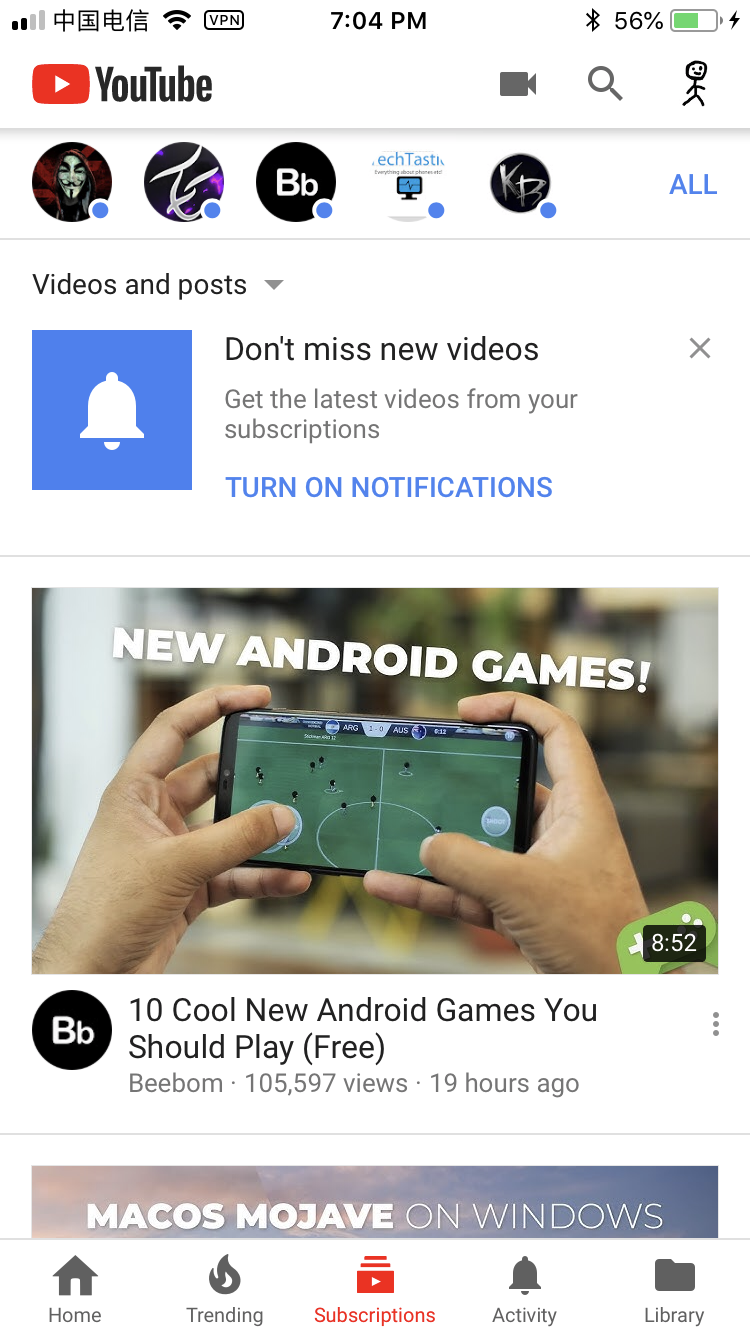 中国电信 VPN 7:04 PM 56%
YouTube
Bb
echTasti
Everything about phones etc!
KB
ALL
Videos and posts
Don't miss new videos
Get the latest videos from your
subscriptions
TURN ON NOTIFICATIONS
NEW ANDROID GAMES!
ARG 1 - 0 AUS 6:12
SHOOT
8:52
Bb
10 Cool New Android Games You
Should Play (Free)
Beebom · 105,597 views · 19 hours ago
MACOS MOJAVE ON WINDOWS
Home Trending Subscriptions Activity Library